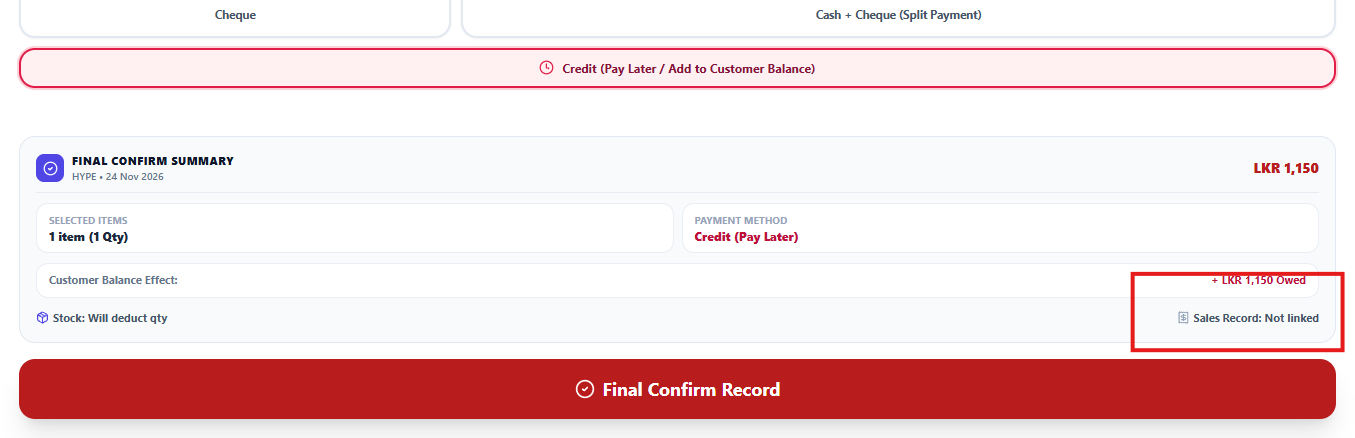 Cheque
Cash + Cheque (Split Payment)
Credit (Pay Later / Add to Customer Balance)
FINAL CONFIRM SUMMARY
HYPE • 24 Nov 2026
LKR 1,150
SELECTED ITEMS
1 item (1 Qty)
PAYMENT METHOD
Credit (Pay Later)
Customer Balance Effect:
+ LKR 1,150 Owed
Stock: Will deduct qty
Sales Record: Not linked
Final Confirm Record